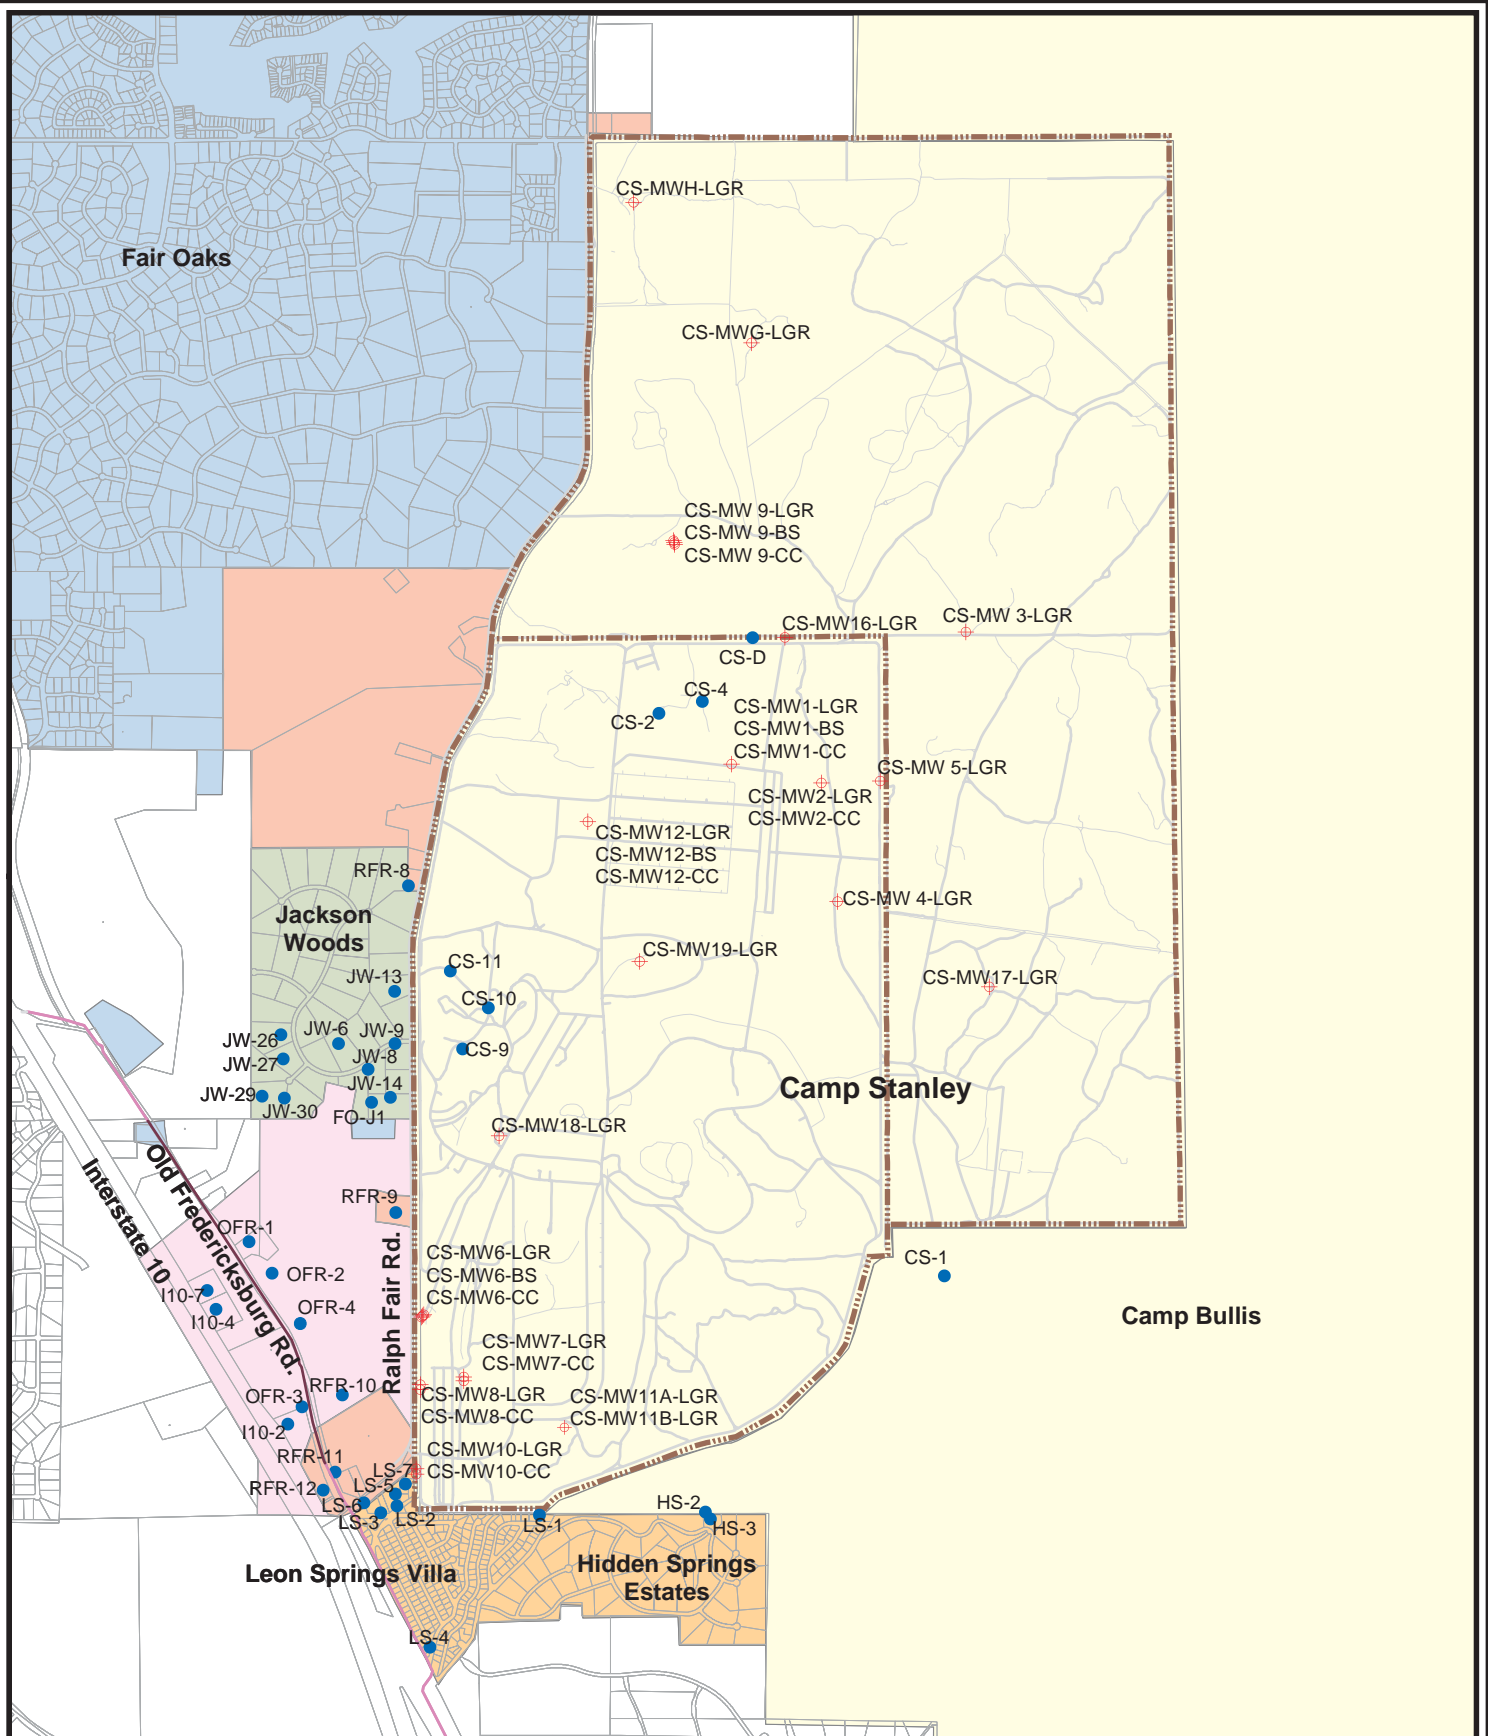 CS-MWH-LGR
Fair Oaks
CS-MWG-LGR
CS-MW 9-LGR
CS-MW 9-BS
CS-MW 9-CC
CS-MW16-LGR
CS-MW 3-LGR
CS-D
CS-4
CS-2
CS-MW1-LGR
CS-MW1-BS
CS-MW1-CC
CS-MW 5-LGR
CS-MW2-LGR
CS-MW2-CC
CS-MW12-LGR
CS-MW12-BS
CS-MW12-CC
RFR-8
CS-MW 4-LGR
Jackson
Woods
CS-MW19-LGR
CS-11
JW-13
CS-MW17-LGR
CS-10
JW-6
JW-9
JW-26
CS-9
JW-8
JW-27
JW-14
JW-29
JW-30
FO-J1
Camp Stanley
CS-MW18-LGR
Old Fredericksburg Rd.
Interstate 10
RFR-9
OFR-1
Ralph Fair Rd.
CS-MW6-LGR
CS-MW6-BS
CS-MW6-CC
CS-1
OFR-2
I10-7
OFR-4
I10-4
Camp Bullis
CS-MW7-LGR
CS-MW7-CC
RFR-10
OFR-3
CS-MW8-LGR
CS-MW8-CC
CS-MW11A-LGR
CS-MW11B-LGR
I10-2
CS-MW10-LGR
CS-MW10-CC
RFR-11
LS-7
RFR-12
LS-5
LS-6
LS-3
LS-2
LS-1
HS-2
HS-3
Leon Springs Villa
Hidden Springs
Estates
LS-4